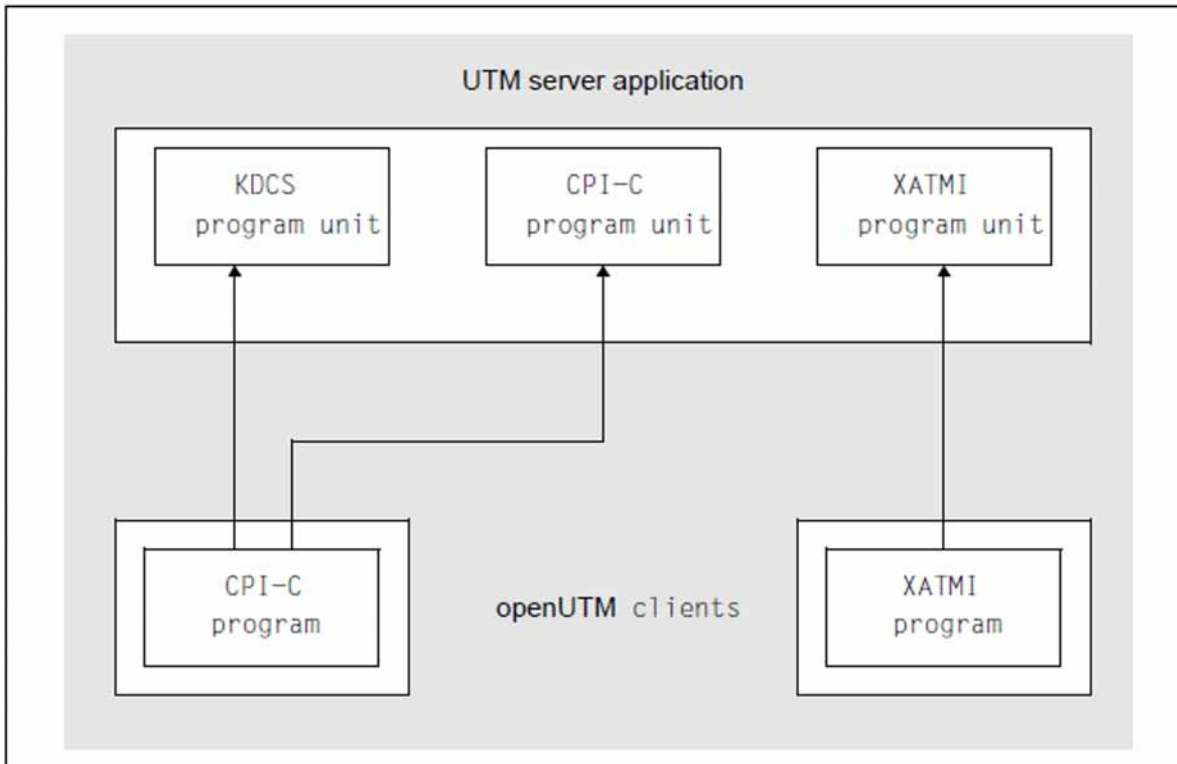 UTM server application
KDCS
program unit
CPI-C
program unit
XATMI
program unit
CPI-C
program
openUTM clients
XATMI
program